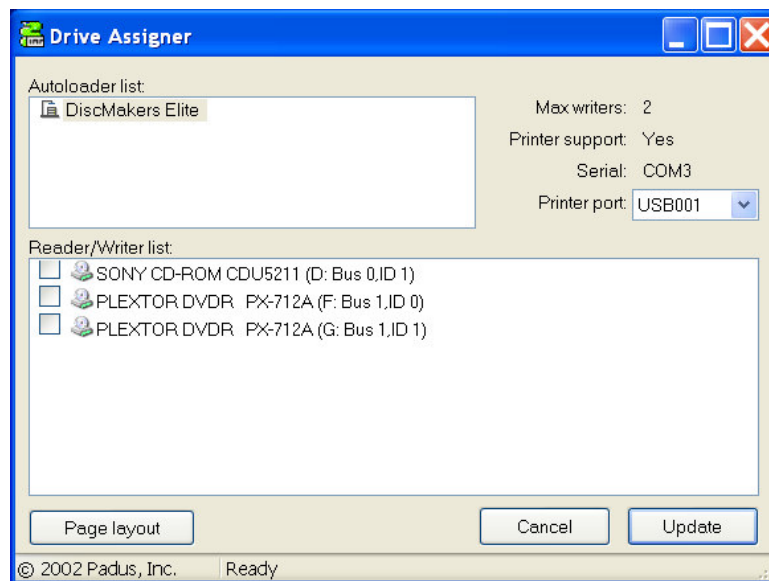 Drive Assigner
Autoloader list:
DiscMakers Elite
Max writers: 2
Printer support: Yes
Serial: COM3
Printer port: USB001
Reader/Writer list:
SONY CD-ROM CDU5211 (D: Bus 0,ID 1)
PLEXTOR DVDR PX-712A (F: Bus 1,ID 0)
PLEXTOR DVDR PX-712A (G: Bus 1,ID 1)
Page layout
Cancel
Update
© 2002 Padus, Inc. Ready